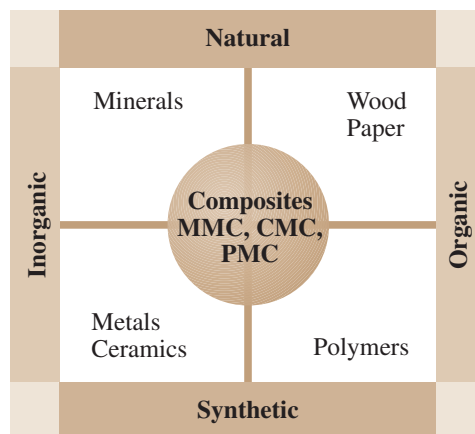 Natural
Minerals
Wood
Paper
Inorganic
Composites
MMC, CMC,
PMC
Organic
Metals
Ceramics
Polymers
Synthetic